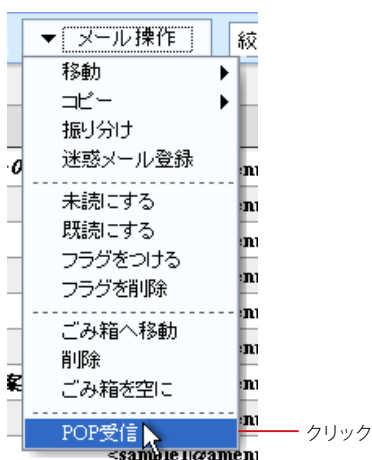 ▼ メール操作
絞
移動
コピー
振り分け
迷惑メール登録
未読にする
既読にする
フラグをつける
フラグを削除
ごみ箱へ移動
削除
ごみ箱を空に
POP受信
クリック
<sample1@ament